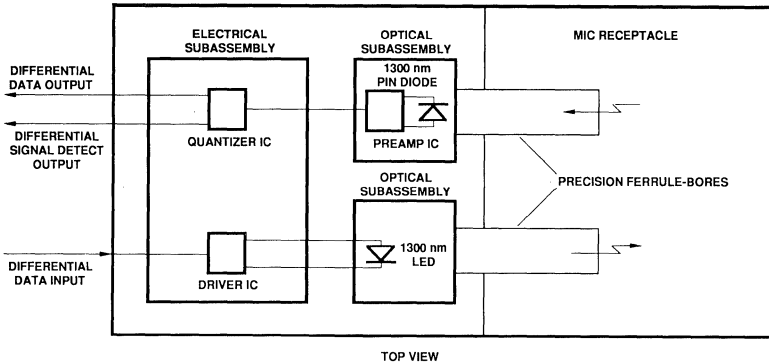 ELECTRICAL
SUBASSEMBLY
OPTICAL
SUBASSEMBLY
MIC RECEPTACLE
DIFFERENTIAL
DATA OUTPUT
1300 nm
PIN DIODE
DIFFERENTIAL
SIGNAL DETECT
OUTPUT
QUANTIZER IC
PREAMP IC
OPTICAL
SUBASSEMBLY
PRECISION FERRULE-BORES
1300 nm
LED
DIFFERENTIAL
DATA INPUT
DRIVER IC
TOP VIEW